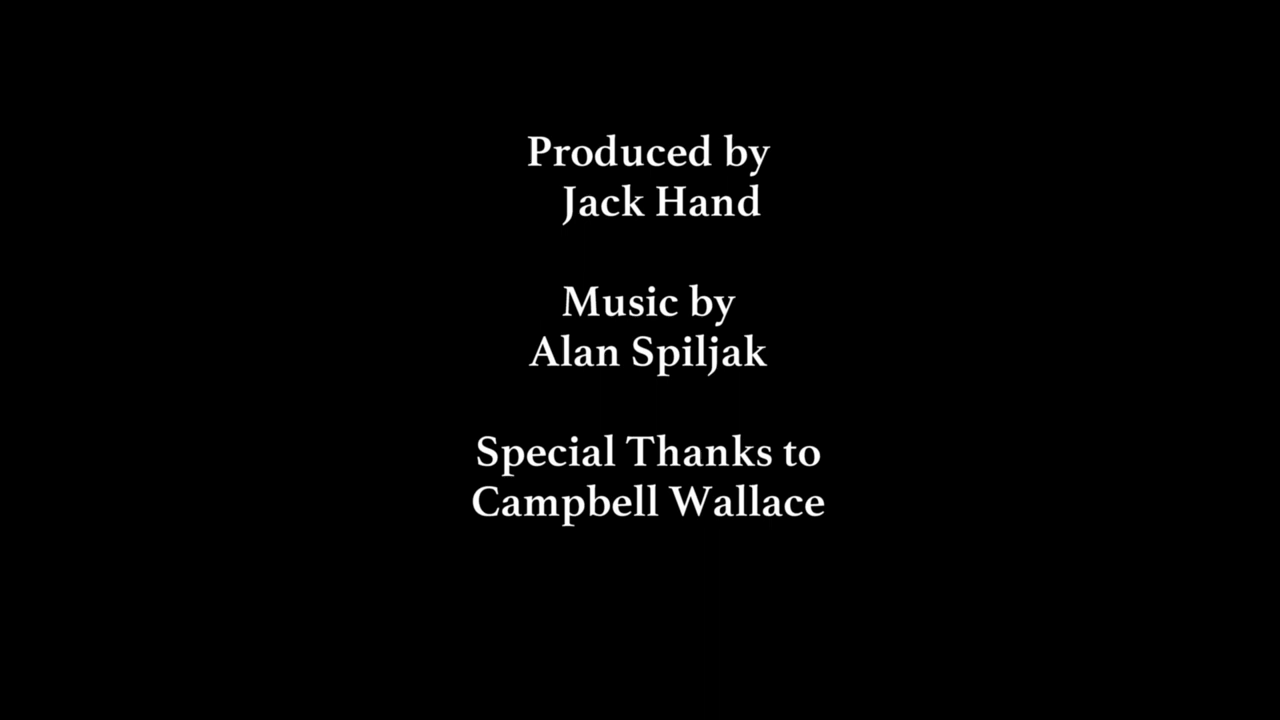 Produced by
Jack Hand
Music by
Alan Spiljak
Special Thanks to
Campbell Wallace